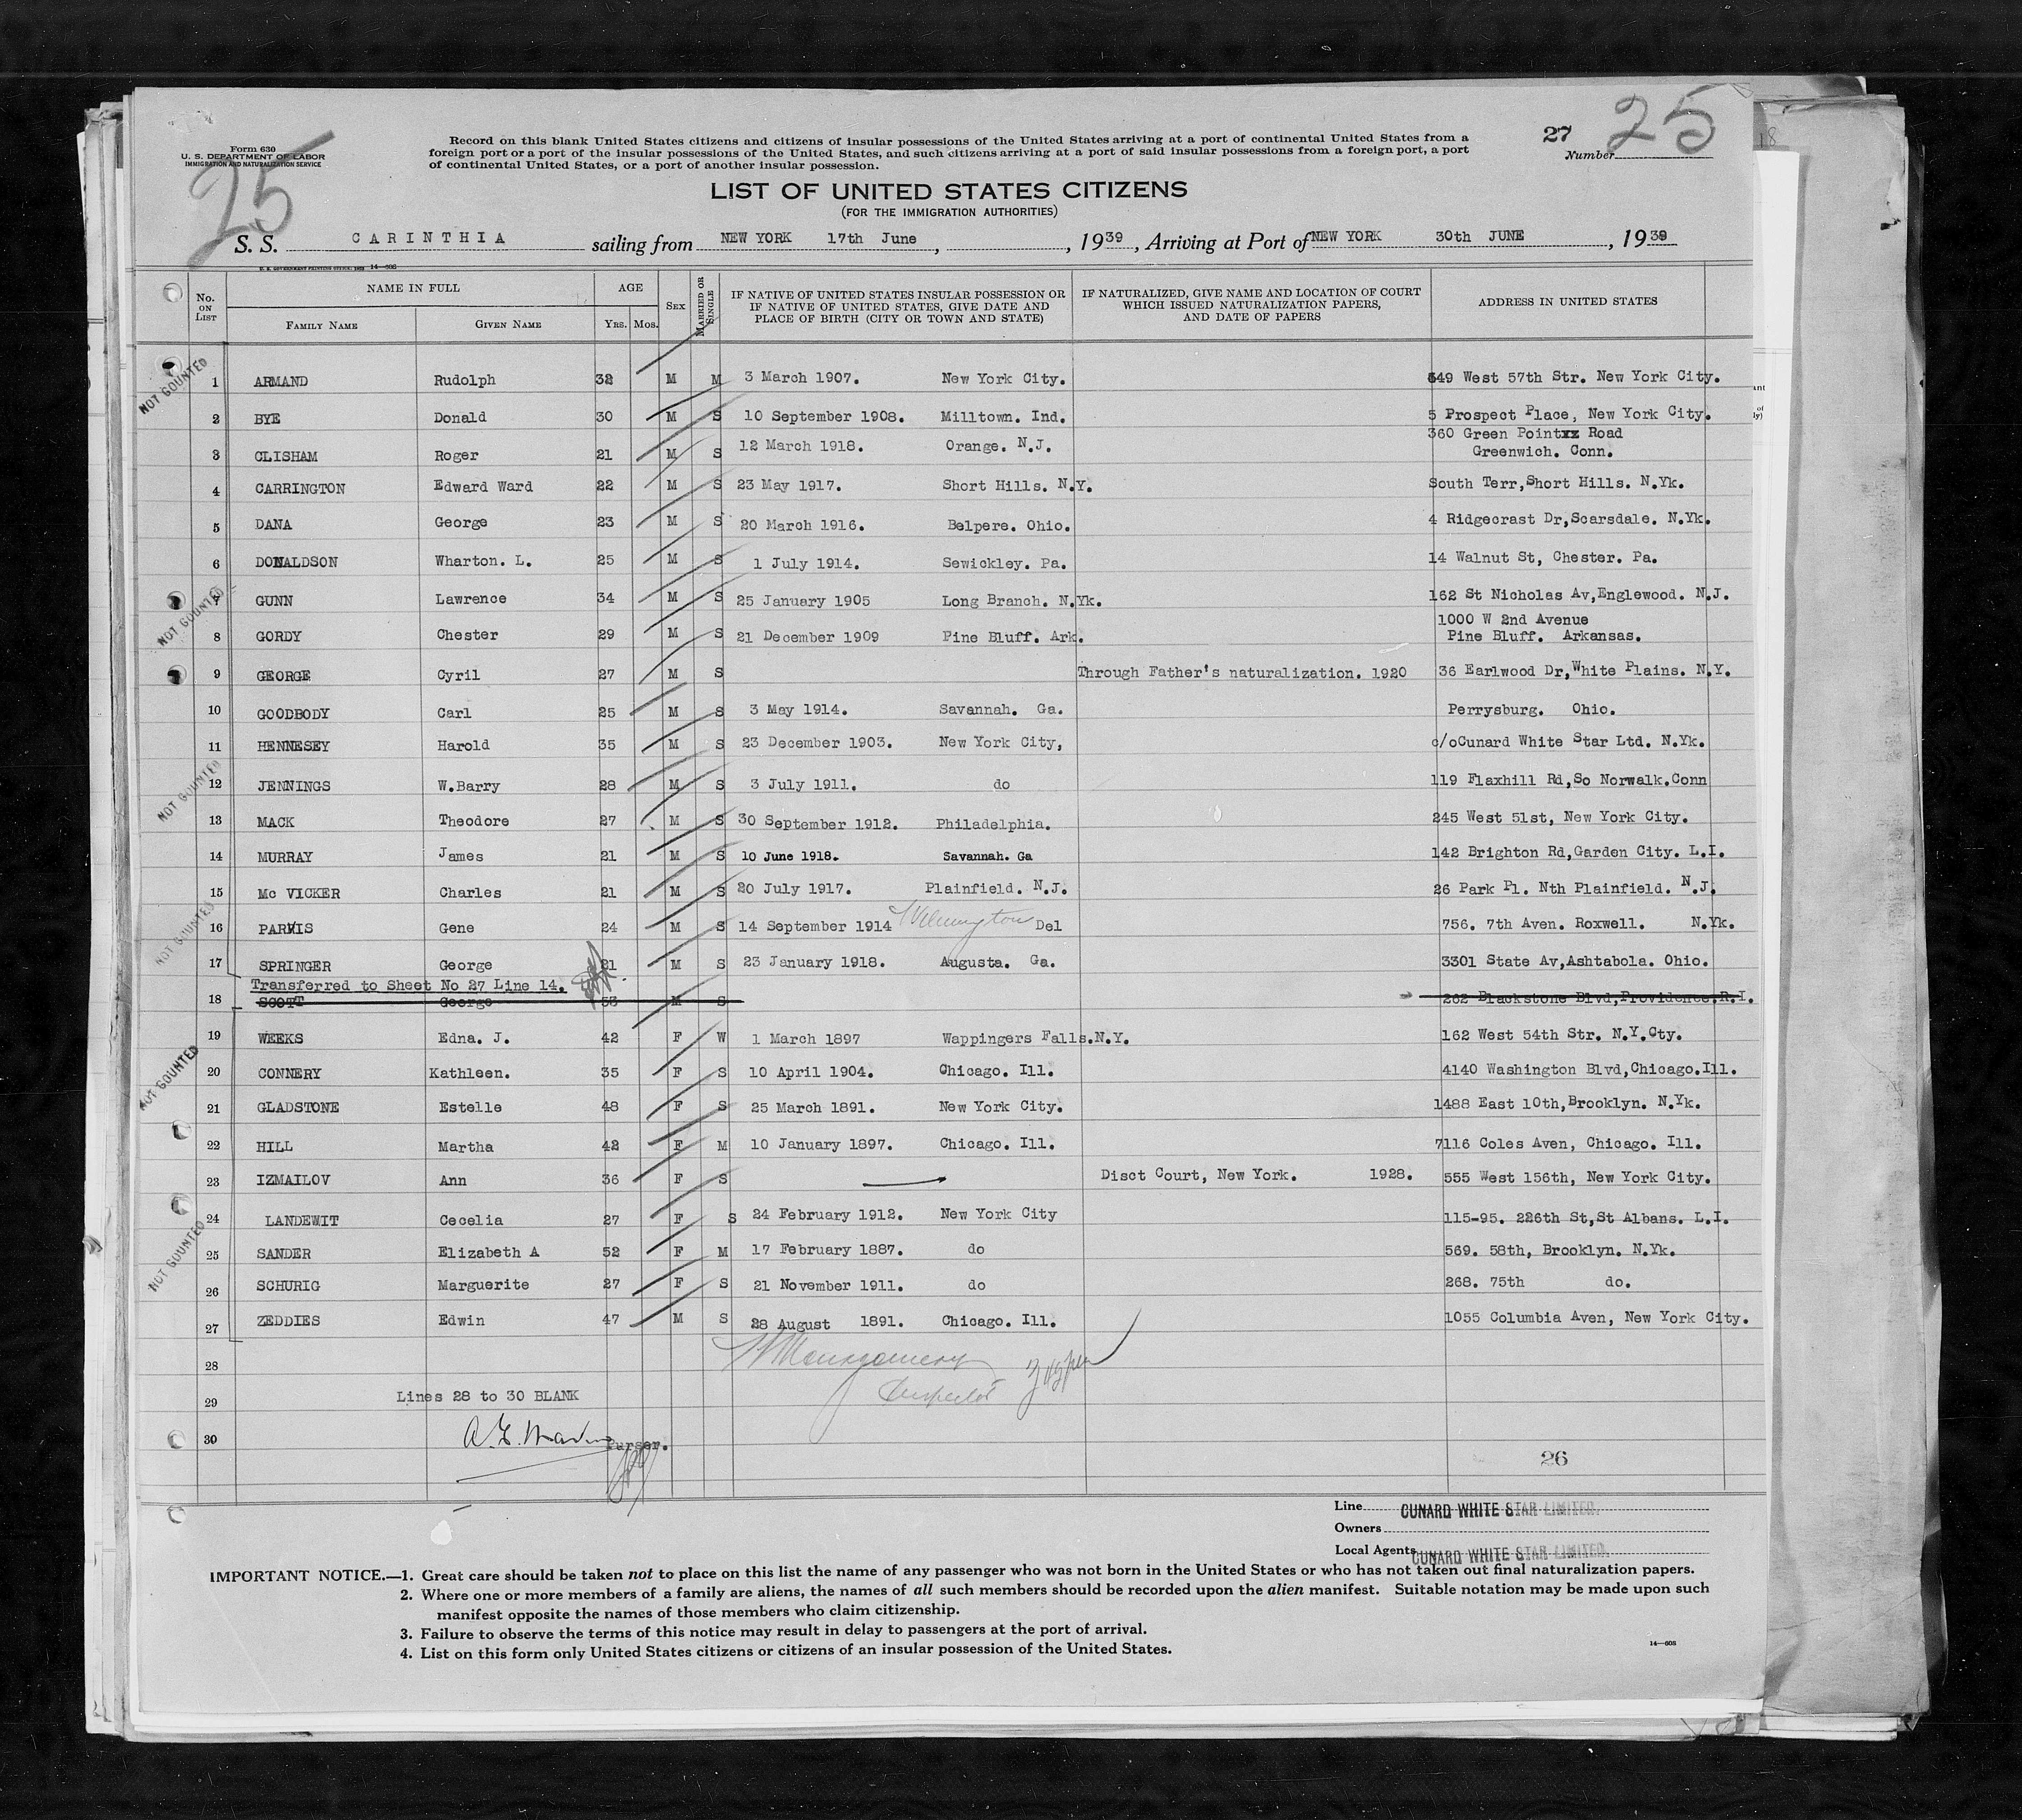 Form 630
U. S. DEPARTMENT OF LABOR
IMMIGRATION AND NATURALIZATION SERVICE
25
Record on this blank United States citizens and citizens of insular possessions of the United States arriving at a port of continental United States from a
foreign port or a port of the insular possessions of the United States, and such citizens arriving at a port of said insular possessions from a foreign port, a port
of continental United States, or a port of another insular possession.
27
Number 25
18
LIST OF UNITED STATES CITIZENS
(FOR THE IMMIGRATION AUTHORITIES)
S. S. CARINTHIA sailing from NEW YORK 17th June, , 1939, Arriving at Port of NEW YORK 30th JUNE, 1939
14—608
No. ON LIST
NAME IN FULL
FAMILY NAME GIVEN NAME
AGE
YRS. MOS.
SEX
MARRIED OR SINGLE
IF NATIVE OF UNITED STATES INSULAR POSSESSION OR
IF NATIVE OF UNITED STATES, GIVE DATE AND
PLACE OF BIRTH (CITY OR TOWN AND STATE)
IF NATURALIZED, GIVE NAME AND LOCATION OF COURT
WHICH ISSUED NATURALIZATION PAPERS,
AND DATE OF PAPERS
ADDRESS IN UNITED STATES
NOT COUNTED
1 ARMAND Rudolph 32 M M 3 March 1907. New York City. 549 West 57th Str. New York City.
2 BYE Donald 30 M S 10 September 1908. Milltown. Ind. 5 Prospect Place, New York City.
3 CLISHAM Roger 21 M S 12 March 1918. Orange. N.J. 360 Green Pointxz Road
Greenwich. Conn.
4 CARRINGTON Edward Ward 22 M S 23 May 1917. Short Hills. N.Y. South Terr,Short Hills. N.Yk.
5 DANA George 23 M S 20 March 1916. Belpere. Ohio. 4 Ridgecrast Dr,Scarsdale. N.Yk.
6 DONALDSON Wharton. L. 25 M S 1 July 1914. Sewickley. Pa. 14 Walnut St, Chester. Pa.
NOT COUNTED
7 GUNN Lawrence 34 M S 25 January 1905 Long Branch. N.Yk. 162 St Nicholas Av,Englewood. N.J.
8 GORDY Chester 29 M S 21 December 1909 Pine Bluff. Ark. 1000 W 2nd Avenue
Pine Bluff. Arkansas.
9 GEORGE Cyril 27 M S Through Father's naturalization. 1920 36 Earlwood Dr,White Plains. N.Y.
10 GOODBODY Carl 25 M S 3 May 1914. Savannah. Ga. Perrysburg. Ohio.
11 HENNESEY Harold 35 M S 23 December 1903. New York City, c/oCunard White Star Ltd. N.Yk.
NOT COUNTED
12 JENNINGS W.Barry 28 M S 3 July 1911. do 119 Flaxhill Rd,So Norwalk.Conn
13 MACK Theodore 27 M S 30 September 1912. Philadelphia. 245 West 51st, New York City.
14 MURRAY James 21 M S 10 June 1918. Savannah. Ga 142 Brighton Rd,Garden City. L.I.
15 Mc VICKER Charles 21 M S 20 July 1917. Plainfield. N.J. 26 Park Pl. Nth Plainfield. N.J.
NOT COUNTED
16 PARVIS Gene 24 M S 14 September 1914 Wilmington Del 756. 7th Aven. Roxwell. N.Yk.
17 SPRINGER George 21 M S 23 January 1918. Augusta. Ga. 3301 State Av,Ashtabola. Ohio.
Transferred to Sheet No 27 Line 14.
18 SCOTT George 53 M S 262 Blackstone Blvd,Providence.R.I.
19 WEEKS Edna. J. 42 F W 1 March 1897 Wappingers Falls.N.Y. 162 West 54th Str. N.Y.Cty.
NOT COUNTED
20 CONNERY Kathleen. 35 F S 10 April 1904. Chicago. Ill. 4140 Washington Blvd,Chicago.Ill.
21 GLADSTONE Estelle 48 F S 25 March 1891. New York City. 1488 East 10th,Brooklyn. N.Yk.
22 HILL Martha 42 F M 10 January 1897. Chicago. Ill. 7116 Coles Aven, Chicago. Ill.
23 IZMAILOV Ann 36 F S Disct Court, New York. 1928. 555 West 156th, New York City.
24 LANDEWIT Cecelia 27 F S 24 February 1912. New York City 115-95. 226th St,St Albans. L.I.
NOT COUNTED
25 SANDER Elizabeth A 52 F M 17 February 1887. do 569. 58th, Brooklyn. N.Yk.
26 SCHURIG Marguerite 27 F S 21 November 1911. do 268. 75th do.
27 ZEDDIES Edwin 47 M S 28 August 1891. Chicago. Ill. 1055 Columbia Aven, New York City.
28 Montgomery
29 Lines 28 to 30 BLANK Inspector
30
Purser.
26
Line CUNARD WHITE STAR LIMITED.
Owners
Local Agents CUNARD WHITE STAR LIMITED.
IMPORTANT NOTICE.—1. Great care should be taken not to place on this list the name of any passenger who was not born in the United States or who has not taken out final naturalization papers.
2. Where one or more members of a family are aliens, the names of all such members should be recorded upon the alien manifest. Suitable notation may be made upon such
manifest opposite the names of those members who claim citizenship.
3. Failure to observe the terms of this notice may result in delay to passengers at the port of arrival.
4. List on this form only United States citizens or citizens of an insular possession of the United States.
14—608